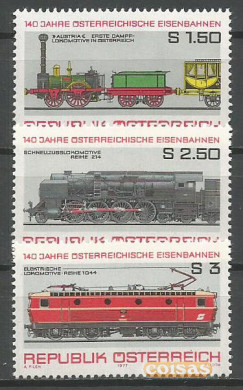 140 JAHRE ÖSTERREICHISCHE EISENBAHNEN
S 1.50
"AUSTRIA" ERSTE DAMPF-
LOKOMOTIVE IN ÖSTERREICH
140 JAHRE ÖSTERREICHISCHE EISENBAHNEN
S 2.50
SCHNELLZUGSLOKOMOTIVE
REIHE 214
140 JAHRE ÖSTERREICHISCHE EISENBAHNEN
S 3
ELEKTRISCHE
LOKOMOTIVE REIHE 1044
REPUBLIK ÖSTERREICH
1977
coisas